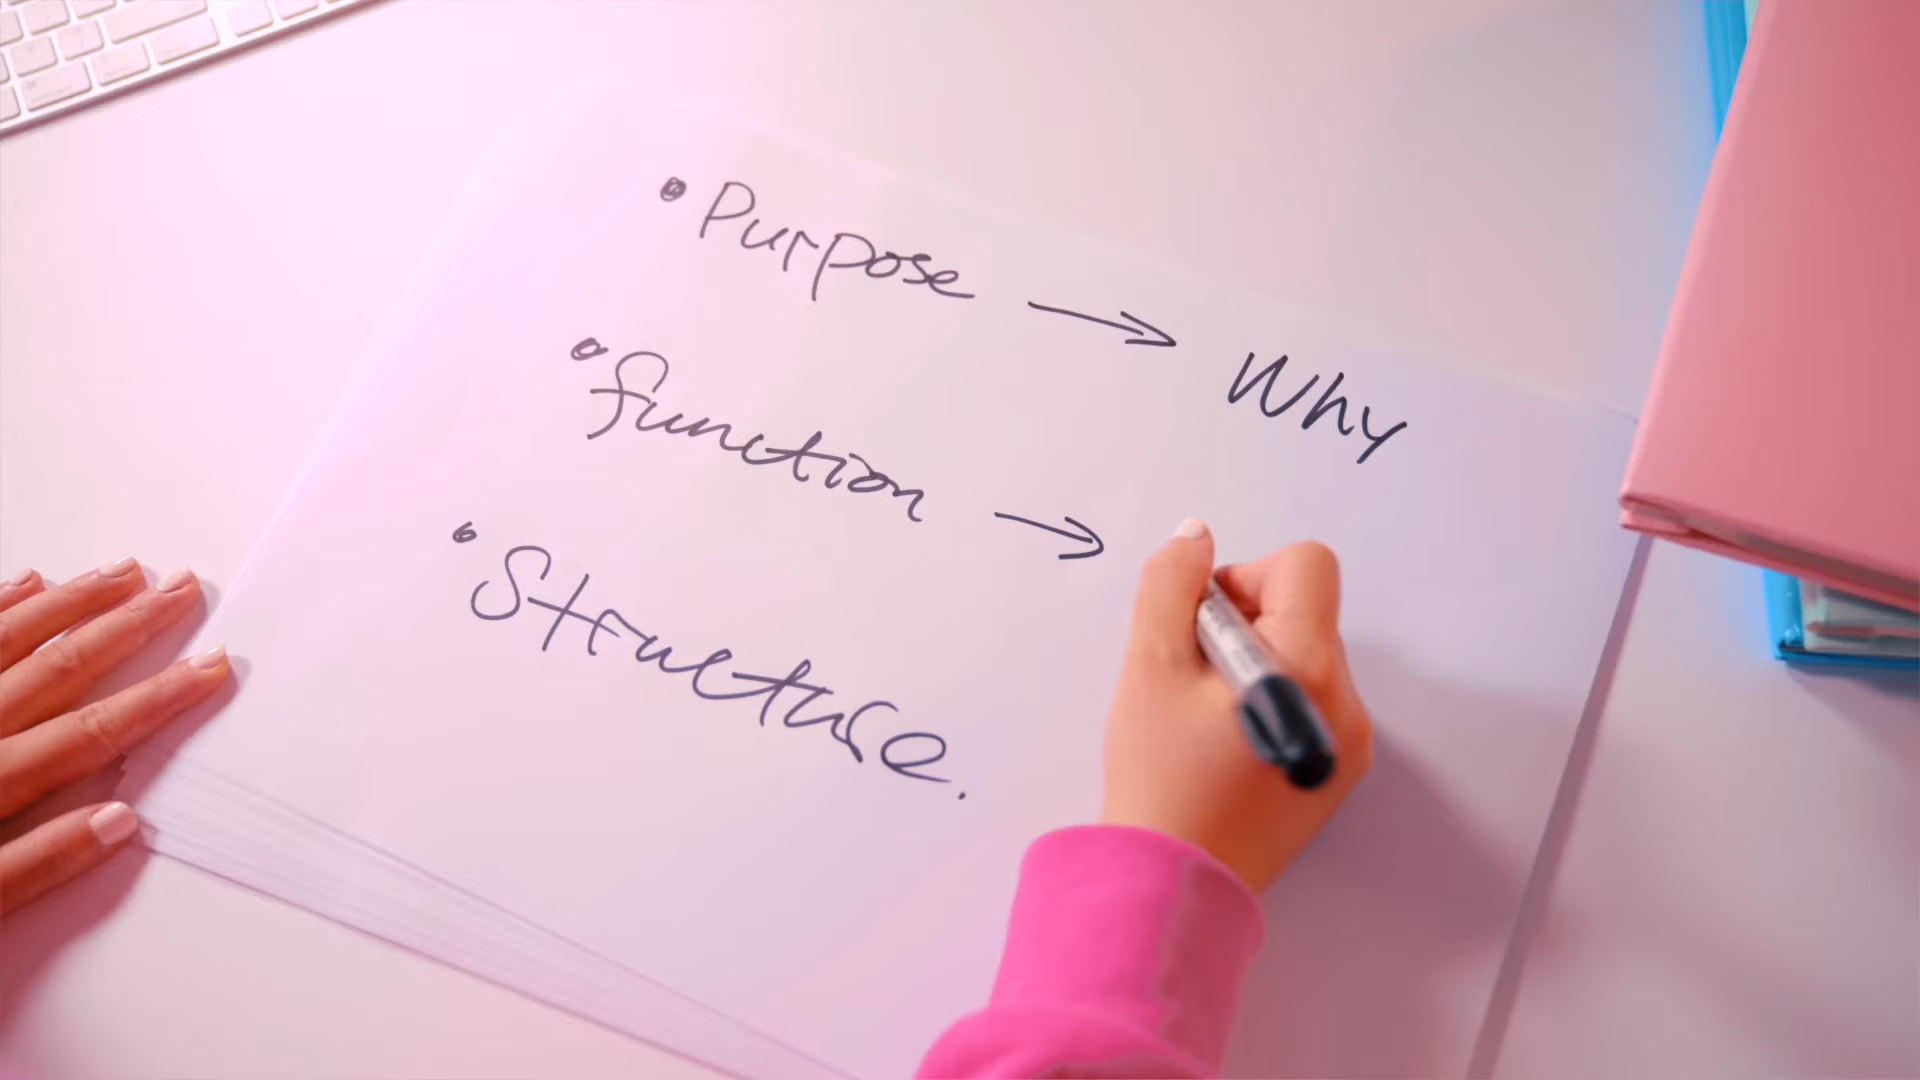 • Purpose → Why
• function →
• Structure.